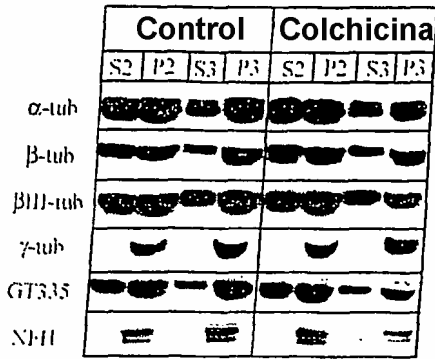 Control Colchicina
S2 P2 S3 P3 S2 P2 S3 P3
α-tub
β-tub
βIII-tub
γ-tub
GT335
NFH